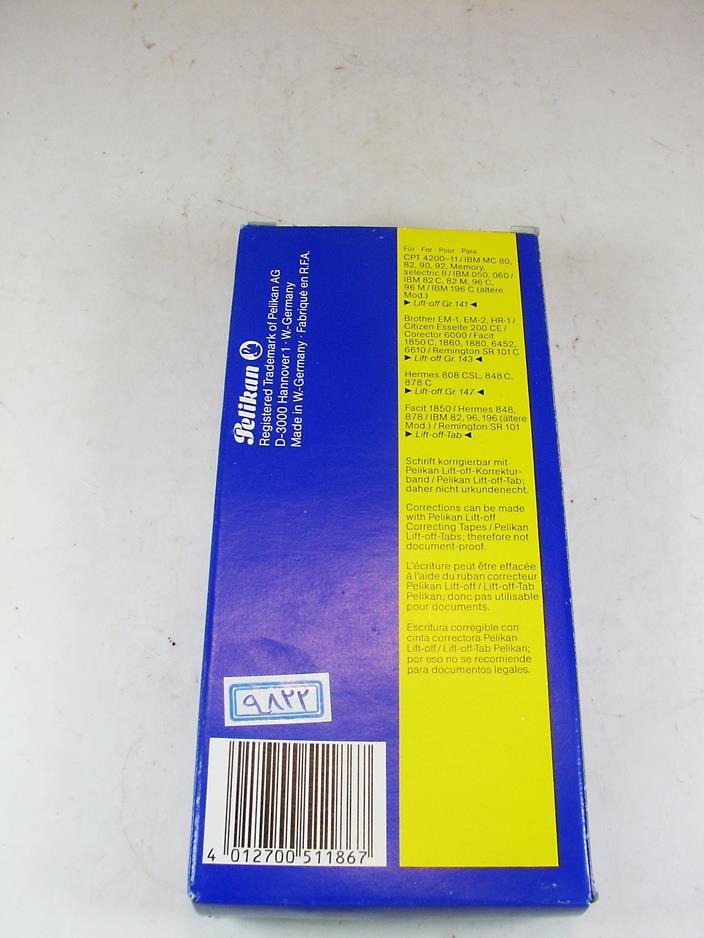 Pelikan
Registered Trademark of Pelikan AG
D-3000 Hannover 1 · W.-Germany
Made in W.-Germany · Fabriqué en R.F.A.
Für For Pour Para
CPT 4200-11/IBM MC 80,
82, 90, 92, Memory,
selectric II/IBM 050, 060/
IBM 82 C, 82 M, 96 C,
96 M/IBM 196 C (ältere
Mod.)
▶ Lift-off Gr. 141 ◀
Brother EM-1, EM-2, HR-1/
Citizen Esselte 200 CE/
Corector 6000/Facit
1850 C, 1860, 1880, 6452,
6610/Remington SR 101 C
▶ Lift-off Gr. 143 ◀
Hermes 808 CSL, 848 C,
878 C
▶ Lift-off Gr. 147 ◀
Facit 1850/Hermes 848,
878/IBM 82, 96, 196 (ältere
Mod.)/Remington SR 101
▶ Lift-off-Tab ◀
Schrift korrigierbar mit
Pelikan Lift-off-Korrektur-
band/Pelikan Lift-off-Tab;
daher nicht urkundenecht.
Corrections can be made
with Pelikan Lift-off
Correcting Tapes/Pelikan
Lift-off-Tabs; therefore not
document-proof.
L'écriture peut être effacée
à l'aide du ruban correcteur
Pelikan Lift-off/Lift-off-Tab
Pelikan; donc pas utilisable
pour documents.
Escritura corregible con
cinta correctora Pelikan
Lift-off/Lift-off-Tab Pelikan;
por eso no se recomiende
para documentos legales.
۹۸۲۲
4 012700 511867